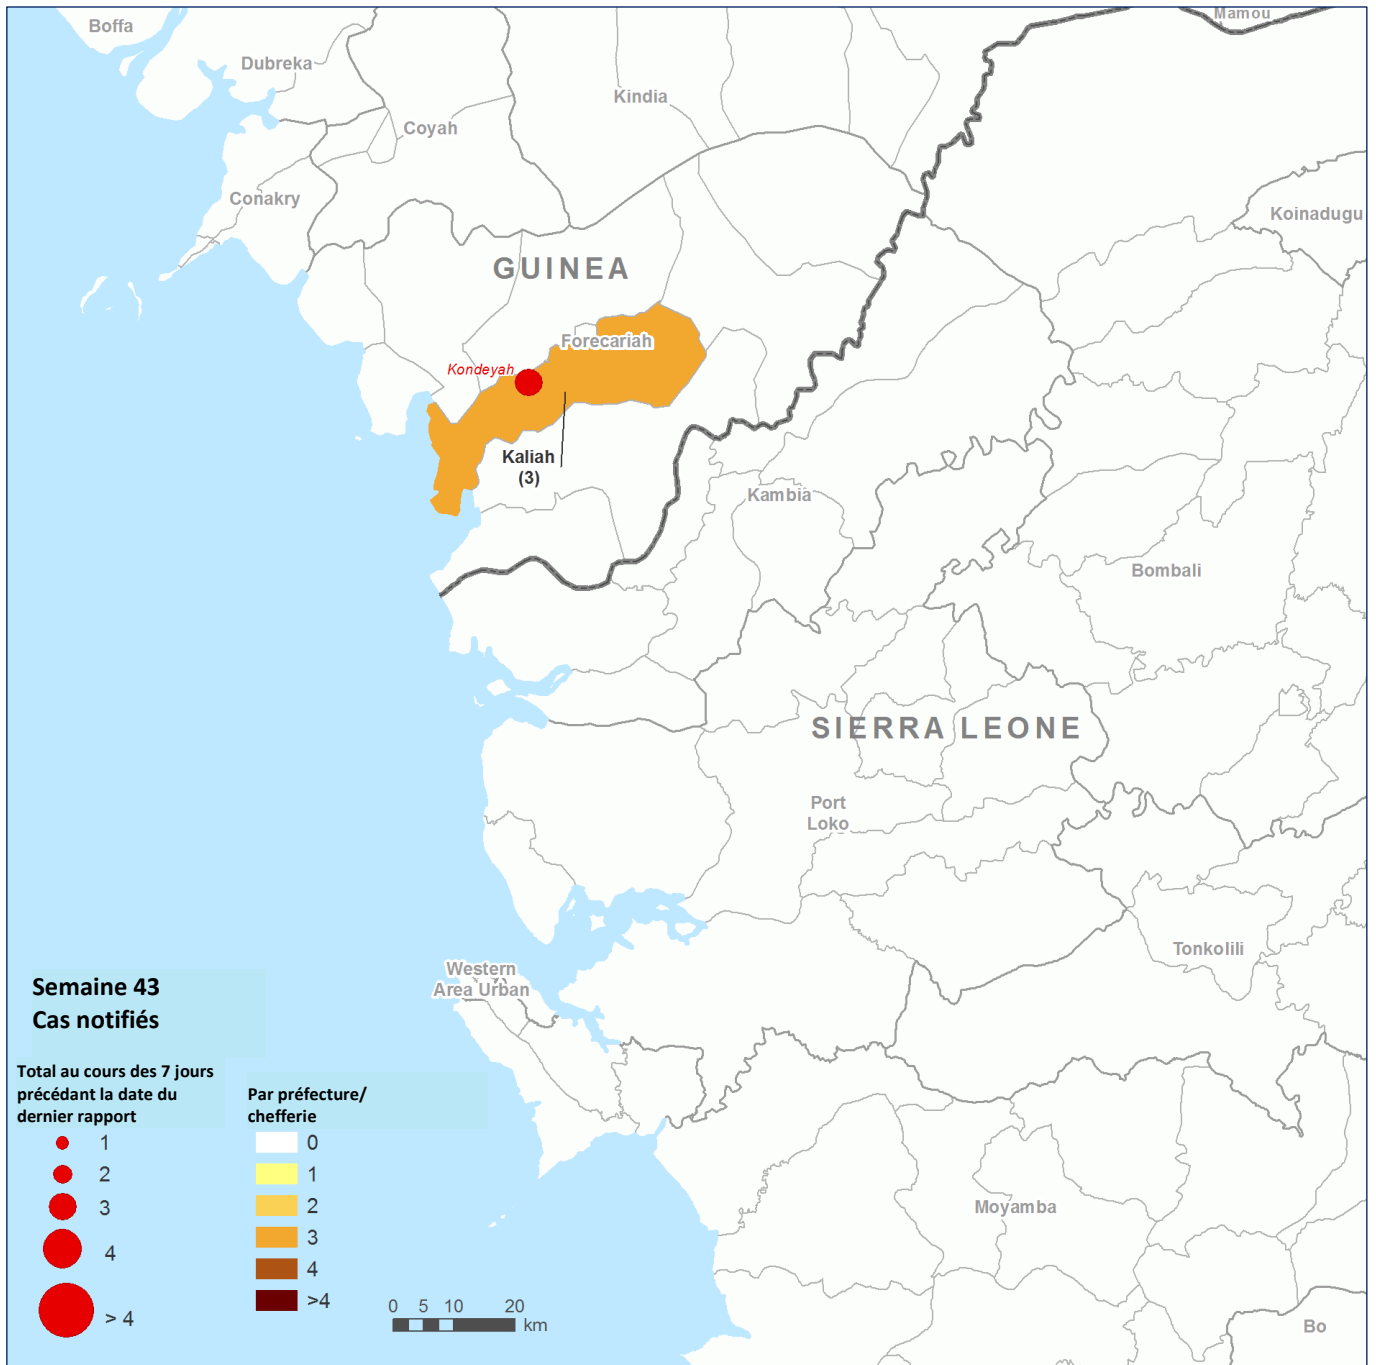 Boffa
Mamou
Dubreka
Kindia
Coyah
Conakry
Koinadugu
GUINEA
Forecariah
Kondeyah
Kaliah
(3)
Kambia
Bombali
SIERRA LEONE
Port
Loko
Tonkolili
Western
Area Urban
Semaine 43
Cas notifiés
Total au cours des 7 jours
précédant la date du
dernier rapport
1
2
3
4
> 4
Par préfecture/
chefferie
0
1
2
3
4
>4
0 5 10 20
km
Moyamba
Bo